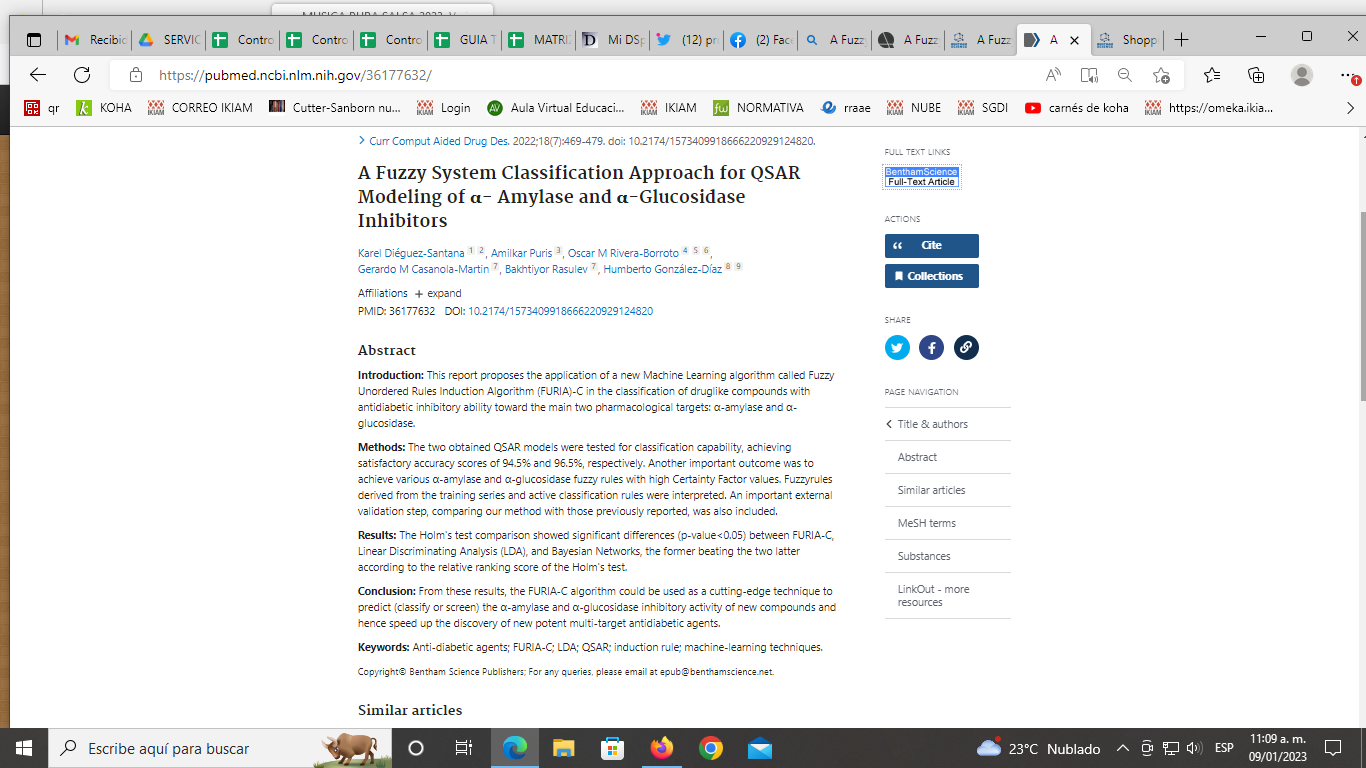 Recibid
SERVIC
Contro
Contro
Contro
GUIA T
MATRI
Mi DSp
(12) pr
(2) Fac
A Fuzz
A Fuzz
A Fuzz
A
Shopp
https://pubmed.ncbi.nlm.nih.gov/36177632/
qr
KOHA
CORREO IKIAM
Cutter-Sanborn nu...
Login
Aula Virtual Educaci...
IKIAM
NORMATIVA
rraae
NUBE
SGDI
carnés de koha
https://omeka.ikia...
Curr Comput Aided Drug Des. 2022;18(7):469-479. doi: 10.2174/1573409918666220929124820.
A Fuzzy System Classification Approach for QSAR
Modeling of α- Amylase and α-Glucosidase
Inhibitors
Karel Diéguez-Santana 1 2, Amilkar Puris 3, Oscar M Rivera-Borroto 4 5 6,
Gerardo M Casanola-Martin 7, Bakhtiyor Rasulev 7, Humberto González-Díaz 8 9
Affiliations + expand
PMID: 36177632 DOI: 10.2174/1573409918666220929124820
Abstract
Introduction: This report proposes the application of a new Machine Learning algorithm called Fuzzy
Unordered Rules Induction Algorithm (FURIA)-C in the classification of druglike compounds with
antidiabetic inhibitory ability toward the main two pharmacological targets: α-amylase and α-
glucosidase.
Methods: The two obtained QSAR models were tested for classification capability, achieving
satisfactory accuracy scores of 94.5% and 96.5%, respectively. Another important outcome was to
achieve various α-amylase and α-glucosidase fuzzy rules with high Certainty Factor values. Fuzzyrules
derived from the training series and active classification rules were interpreted. An important external
validation step, comparing our method with those previously reported, was also included.
Results: The Holm's test comparison showed significant differences (p-value<0.05) between FURIA-C,
Linear Discriminating Analysis (LDA), and Bayesian Networks, the former beating the two latter
according to the relative ranking score of the Holm's test.
Conclusion: From these results, the FURIA-C algorithm could be used as a cutting-edge technique to
predict (classify or screen) the α-amylase and α-glucosidase inhibitory activity of new compounds and
hence speed up the discovery of new potent multi-target antidiabetic agents.
Keywords: Anti-diabetic agents; FURIA-C; LDA; QSAR; induction rule; machine-learning techniques.
Copyright© Bentham Science Publishers; For any queries, please email at epub@benthamscience.net.
Similar articles
FULL TEXT LINKS
BenthamScience
Full-Text Article
ACTIONS
Cite
Collections
SHARE
PAGE NAVIGATION
Title & authors
Abstract
Similar articles
MeSH terms
Substances
LinkOut - more
resources
Escribe aquí para buscar
23°C Nublado
ESP
11:09 a. m.
09/01/2023